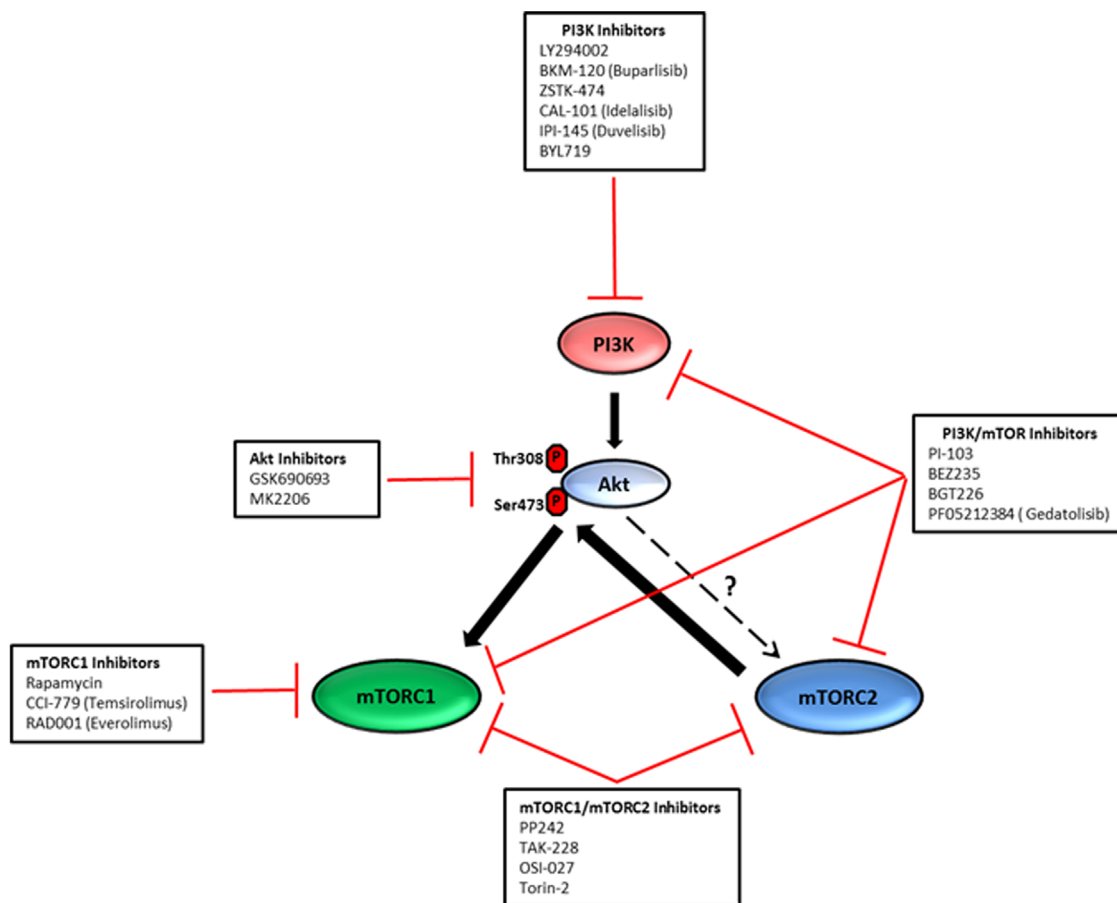 PI3K Inhibitors
LY294002
BKM-120 (Buparlisib)
ZSTK-474
CAL-101 (Idelalisib)
IPI-145 (Duvelisib)
BYL719
PI3K
PI3K/mTOR Inhibitors
PI-103
BEZ235
BGT226
PF05212384 ( Gedatolisib)
Akt Inhibitors
GSK690693
MK2206
Thr308 P
Akt
Ser473 P
?
mTORC1 Inhibitors
Rapamycin
CCI-779 (Temsirolimus)
RAD001 (Everolimus)
mTORC1
mTORC2
mTORC1/mTORC2 Inhibitors
PP242
TAK-228
OSI-027
Torin-2